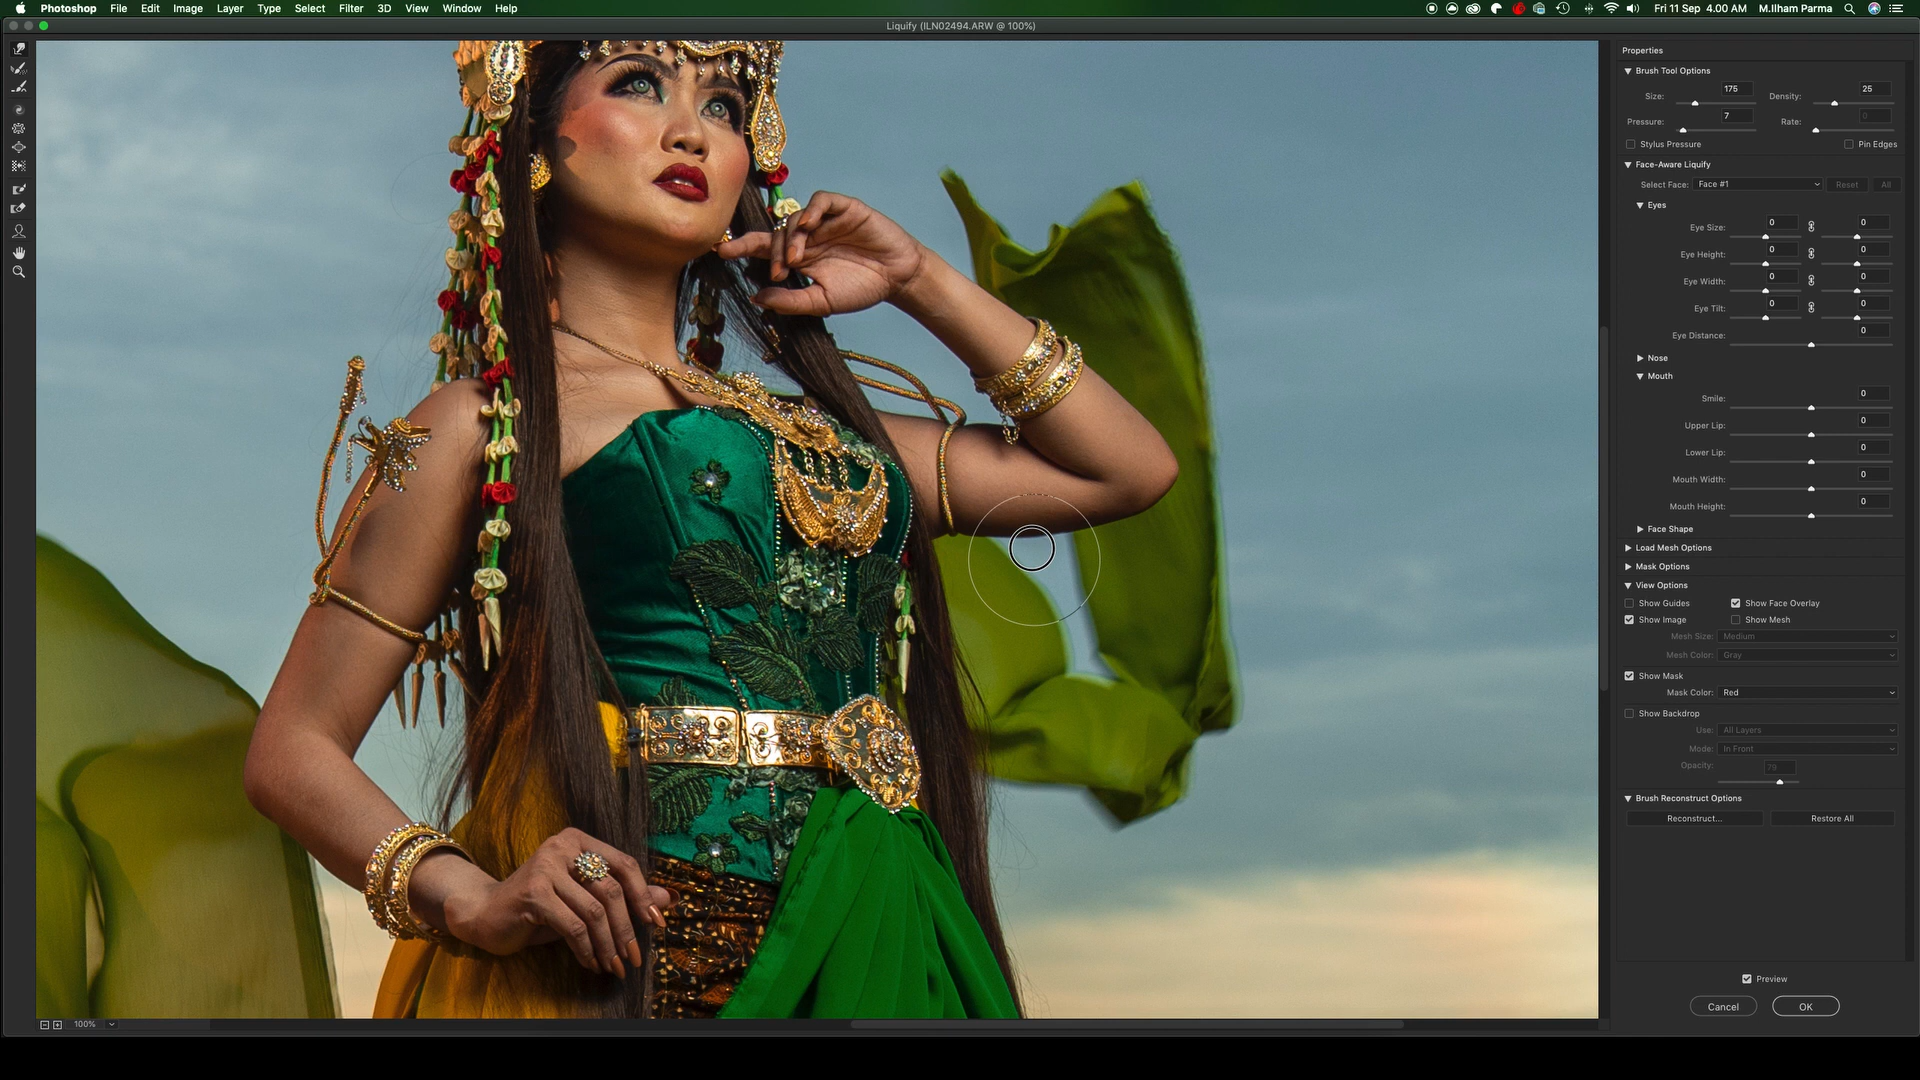 Photoshop File Edit Image Layer Type Select Filter 3D View Window Help Fri 11 Sep 4.00 AM M.Ilham Parma
Liquify (ILN02494.ARW @ 100%)
Properties
Brush Tool Options
Size: 175 Density: 25
Pressure: 7 Rate: 0
Stylus Pressure Pin Edges
Face-Aware Liquify
Select Face: Face #1 Reset All
Eyes
Eye Size: 0 0
Eye Height: 0 0
Eye Width: 0 0
Eye Tilt: 0 0
Eye Distance: 0
Nose
Mouth
Smile: 0
Upper Lip: 0
Lower Lip: 0
Mouth Width: 0
Mouth Height: 0
Face Shape
Load Mesh Options
Mask Options
View Options
Show Guides Show Face Overlay
Show Image Show Mesh
Mesh Size: Medium
Mesh Color: Gray
Show Mask
Mask Color: Red
Show Backdrop
Use: All Layers
Mode: In Front
Opacity: 79
Brush Reconstruct Options
Reconstruct... Restore All
Preview
Cancel OK
100%